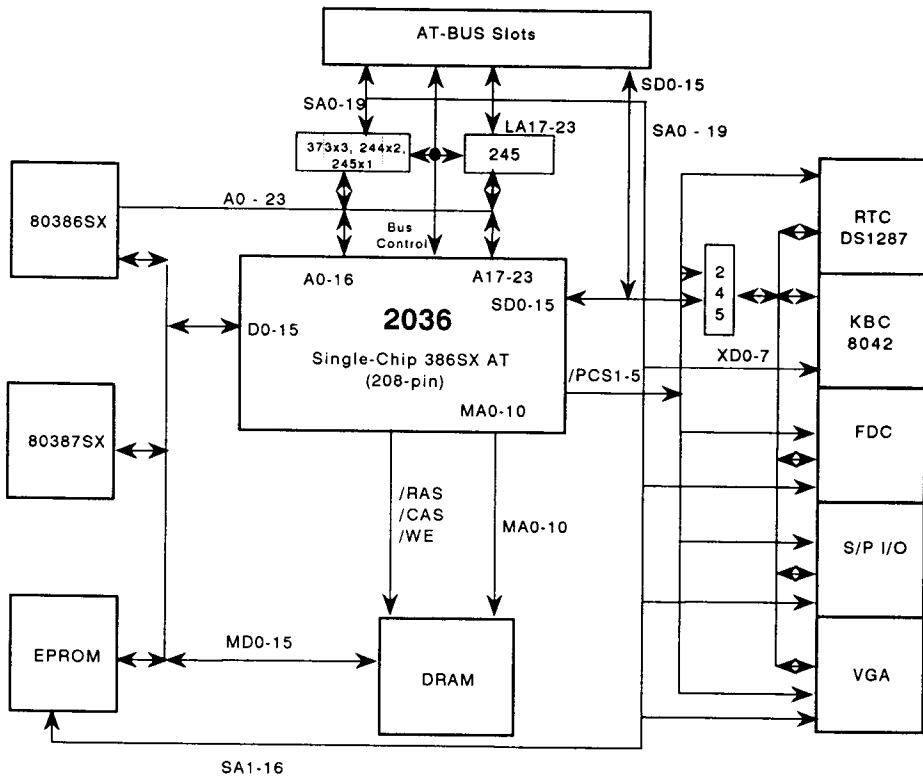 AT-BUS Slots
SD0-15
SA0-19
LA17-23
SA0 - 19
373x3, 244x2,
245x1
245
80386SX
A0 - 23
Bus
Control
RTC
DS1287
A0-16
A17-23
SD0-15
2
4
5
D0-15
2036
Single-Chip 386SX AT
(208-pin)
KBC
8042
XD0-7
/PCS1-5
MA0-10
80387SX
FDC
/RAS
/CAS
/WE
MA0-10
S/P I/O
EPROM
MD0-15
DRAM
VGA
SA1-16